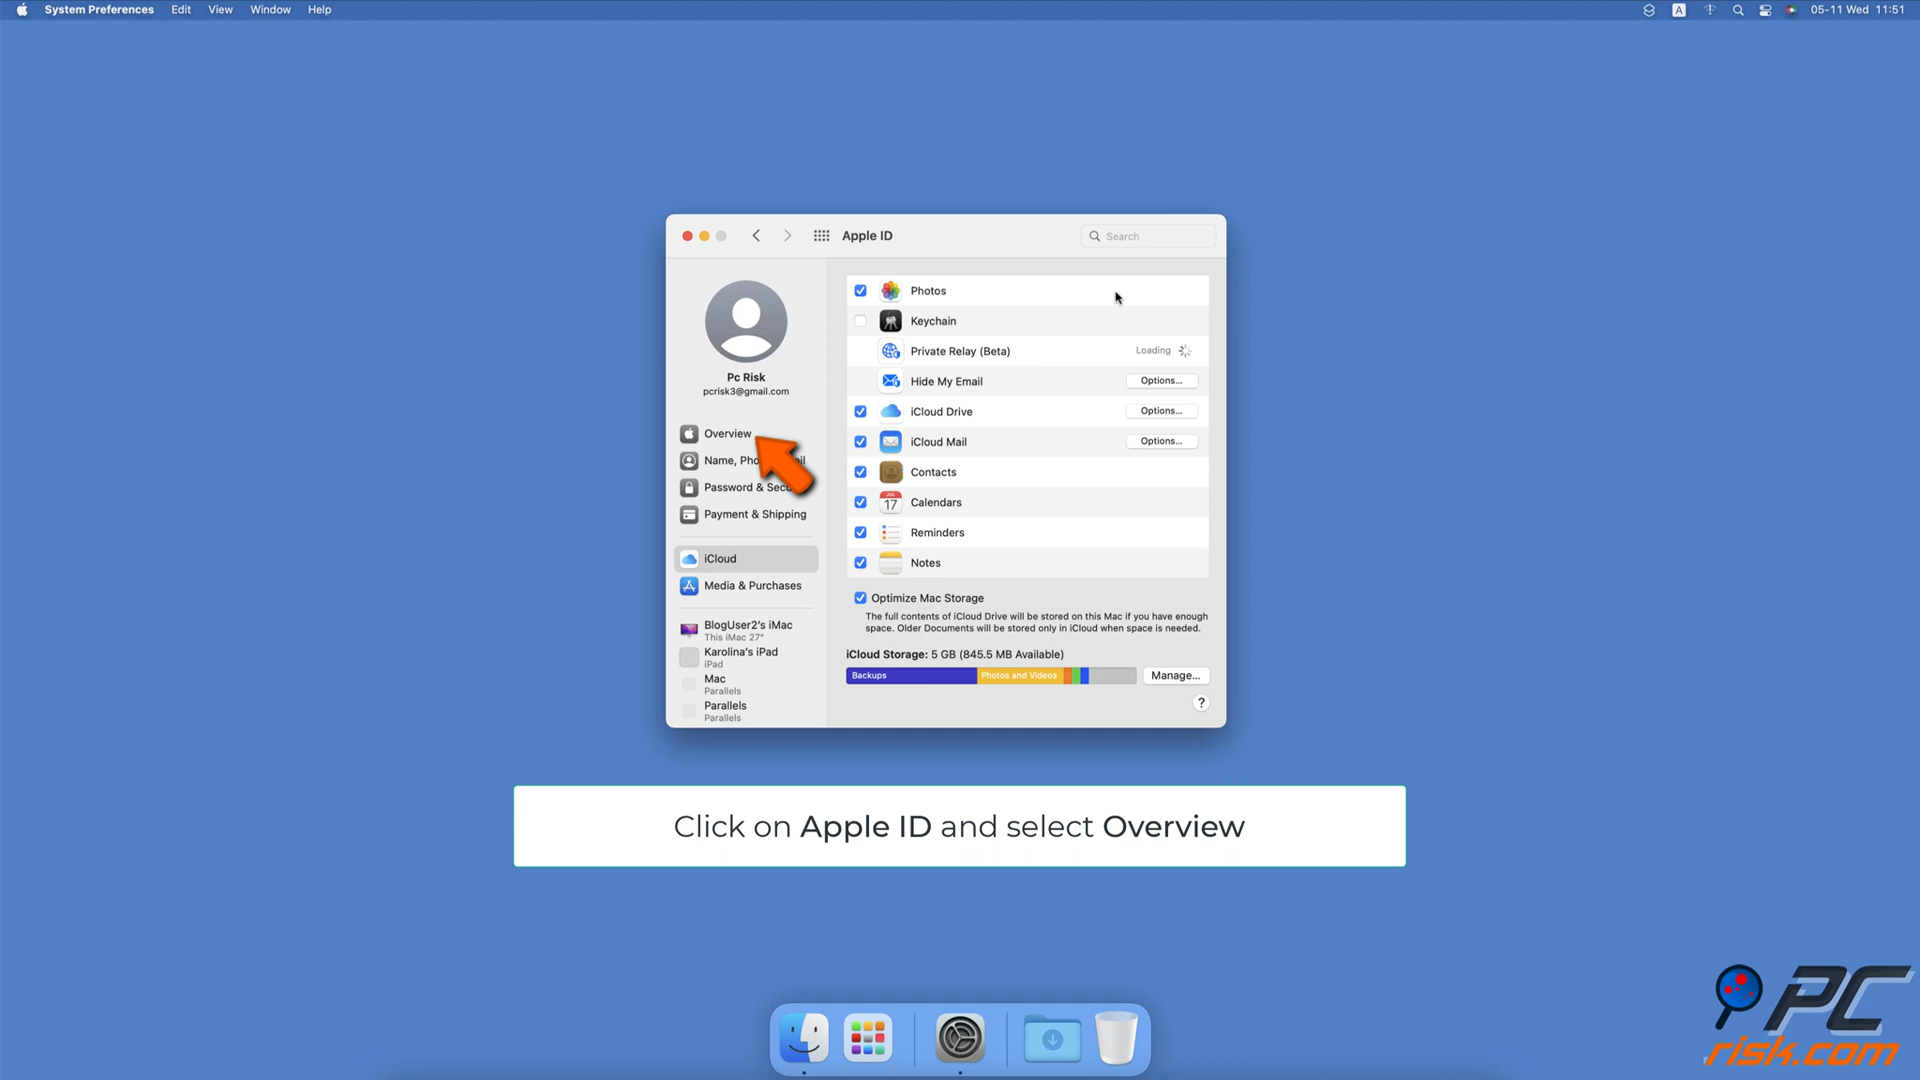 System Preferences Edit View Window Help
A 05-11 Wed 11:51
Apple ID
Search
Pc Risk
pcrisk3@gmail.com
Overview
Name, Pho
Password & Secu
Payment & Shipping
iCloud
Media & Purchases
BlogUser2's iMac
This iMac 27"
Karolina's iPad
iPad
Mac
Parallels
Parallels
Parallels
Photos
Keychain
Private Relay (Beta) Loading
Hide My Email Options...
iCloud Drive Options...
iCloud Mail Options...
Contacts
JUL
17 Calendars
Reminders
Notes
Optimize Mac Storage
The full contents of iCloud Drive will be stored on this Mac if you have enough
space. Older Documents will be stored only in iCloud when space is needed.
iCloud Storage: 5 GB (845.5 MB Available)
Backups Photos and Videos Manage...
?
Click on Apple ID and select Overview
PC
risk.com